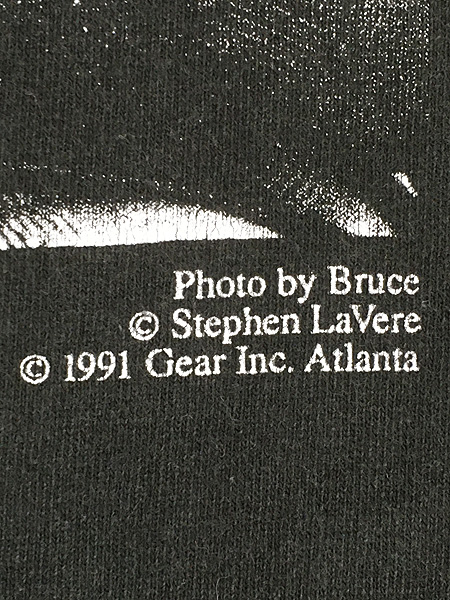 Photo by Bruce
© Stephen LaVere
© 1991 Gear Inc. Atlanta